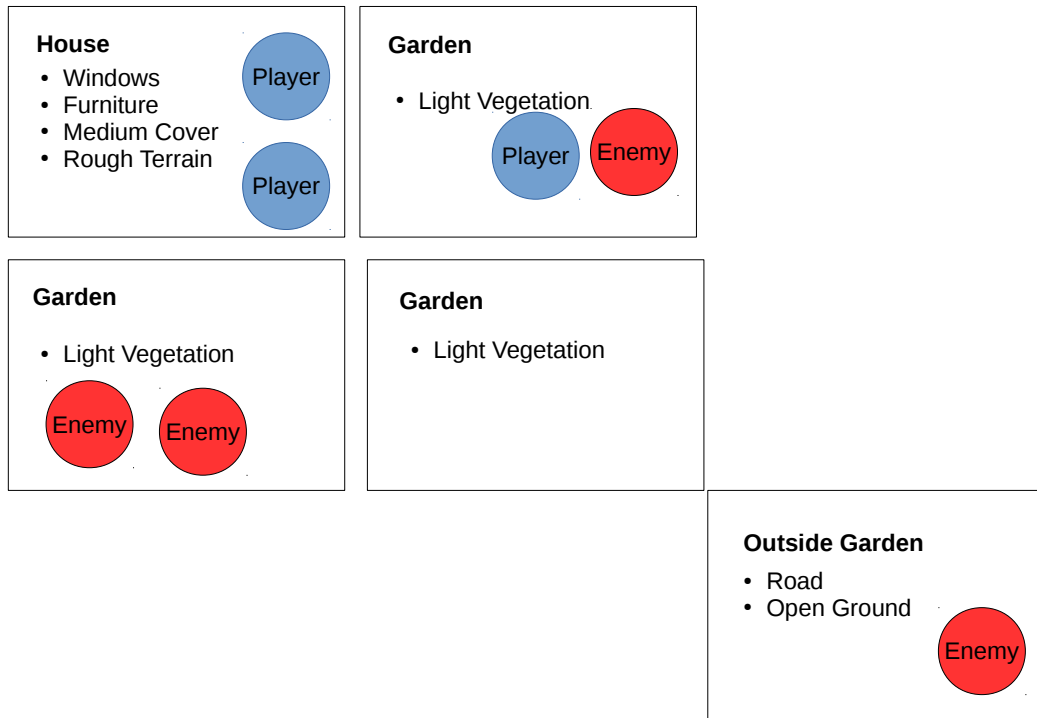 House
• Windows
• Furniture
• Medium Cover
• Rough Terrain
Player
Player
Garden
• Light Vegetation
Player
Enemy
Garden
• Light Vegetation
Enemy
Enemy
Garden
• Light Vegetation
Outside Garden
• Road
• Open Ground
Enemy